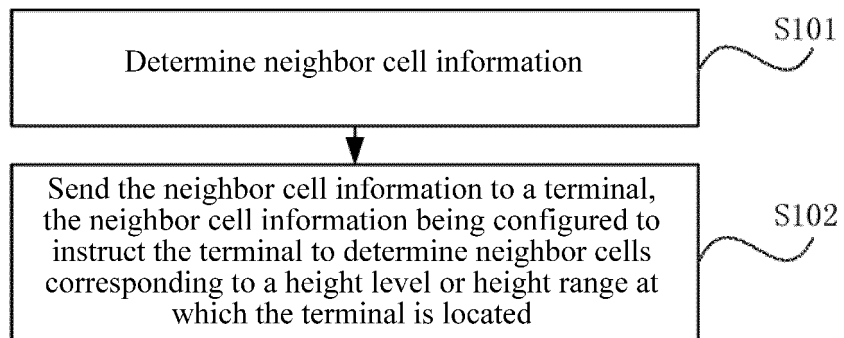 S101
Determine neighbor cell information
Send the neighbor cell information to a terminal,
the neighbor cell information being configured to
instruct the terminal to determine neighbor cells
corresponding to a height level or height range at
which the terminal is located
S102